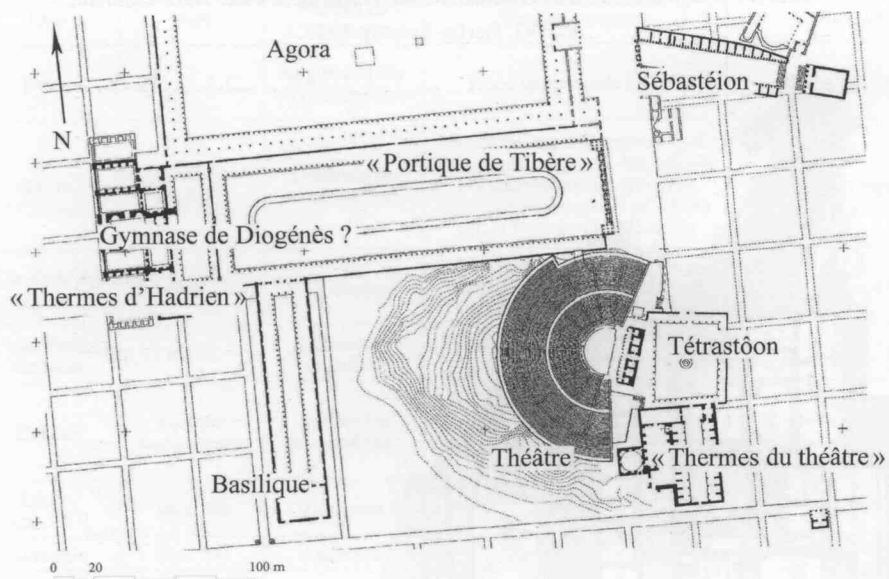 Agora
Sébastéion
N
« Portique de Tibère »
Gymnase de Diogénès ?
« Thermes d'Hadrien »
Tétrastôon
Théâtre
« Thermes du théâtre »
Basilique
0 20 100 m